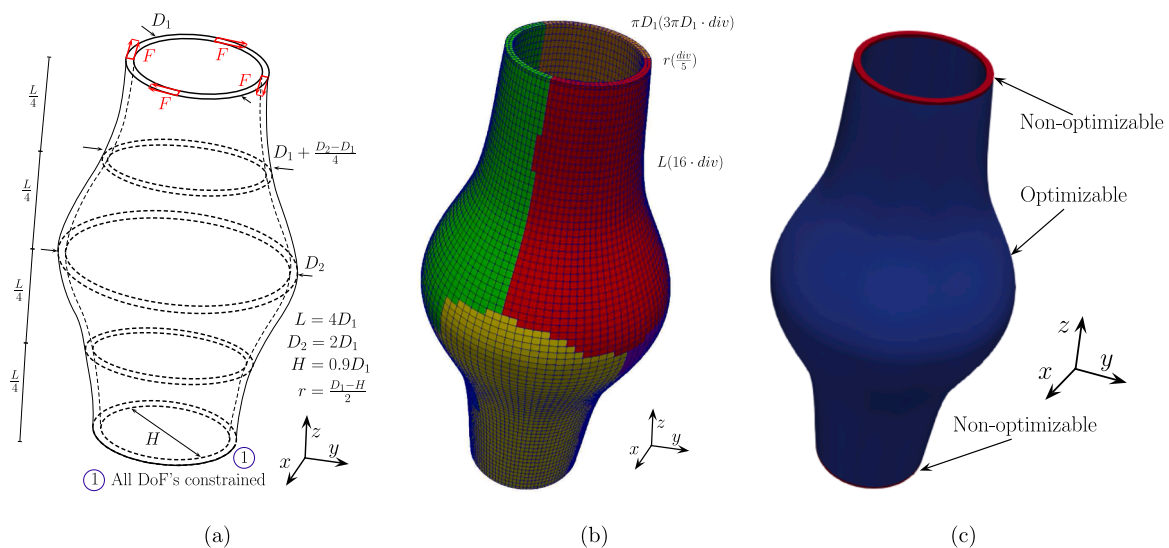 D₁
F
F
F
F
L/4
L/4
L/4
L/4
D₁ + (D₂−D₁)/4
D₂
L = 4D₁
D₂ = 2D₁
H = 0.9D₁
r = (D₁−H)/2
H
1
1 All DoF's constrained
z
y
x
(a)
πD₁(3πD₁ · div)
r(div/5)
L(16 · div)
z
y
x
(b)
Non-optimizable
Optimizable
Non-optimizable
z
y
x
(c)